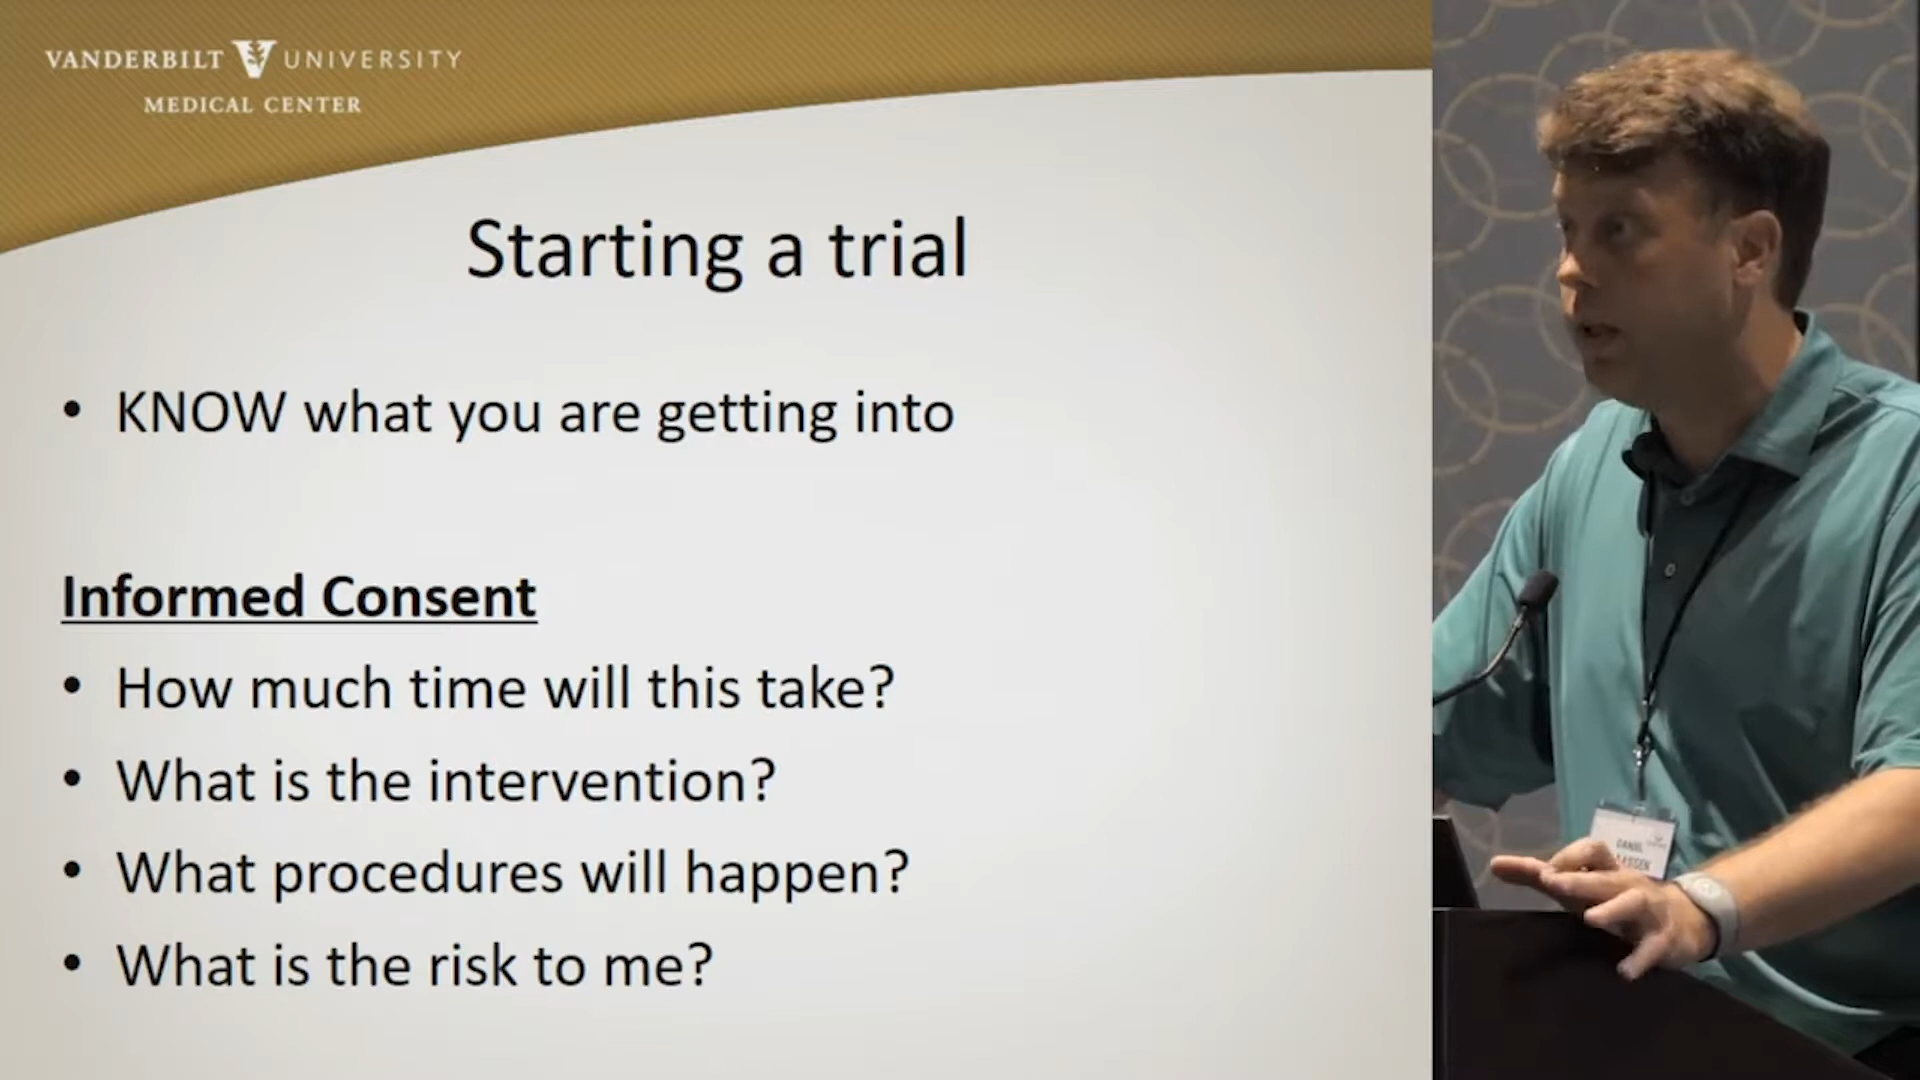 VANDERBILT V UNIVERSITY
MEDICAL CENTER
Starting a trial
• KNOW what you are getting into
Informed Consent
• How much time will this take?
• What is the intervention?
• What procedures will happen?
• What is the risk to me?
DANIEL